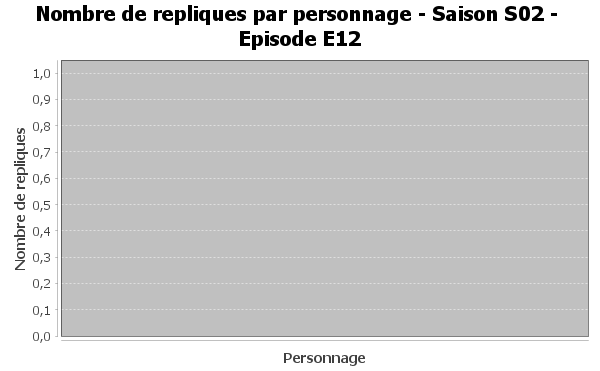 Nombre de repliques par personnage - Saison S02 -
Episode E12
Nombre de repliques
1,0
0,9
0,8
0,7
0,6
0,5
0,4
0,3
0,2
0,1
0,0
Personnage